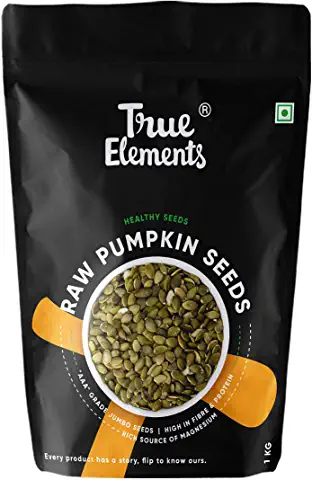 True ®
Elements
HEALTHY SEEDS
RAW PUMPKIN SEEDS
"AAA" GRADE JUMBO SEEDS | HIGH IN FIBRE & PROTEIN
RICH SOURCE OF MAGNESIUM
Every product has a story, flip to know ours.
1 KG